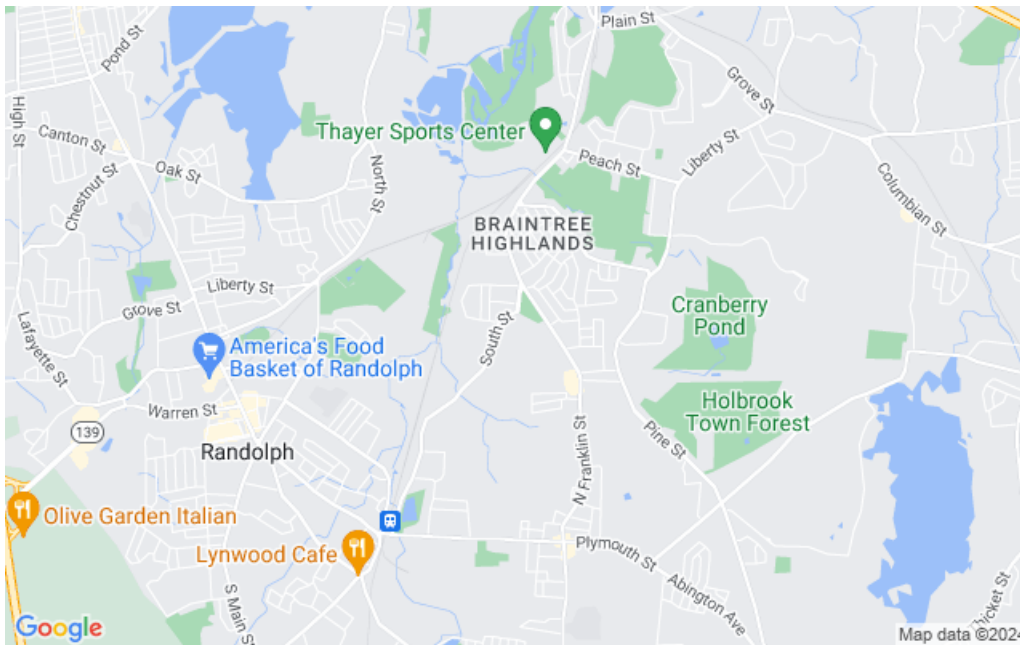 Plain St
Pond St
Grove St
High St
Thayer Sports Center
Canton St
Oak St
North St
Peach St
Liberty St
Chestnut St
Columbian St
BRAINTREE
HIGHLANDS
Liberty St
Grove St
Cranberry
Pond
Lafayette St
South St
America's Food
Basket of Randolph
Warren St
Holbrook
Town Forest
139
Randolph
N Franklin St
Pine St
Olive Garden Italian
Lynwood Cafe
Plymouth St
Abington Ave
S Main St
Thicket St
Google
Map data ©2024